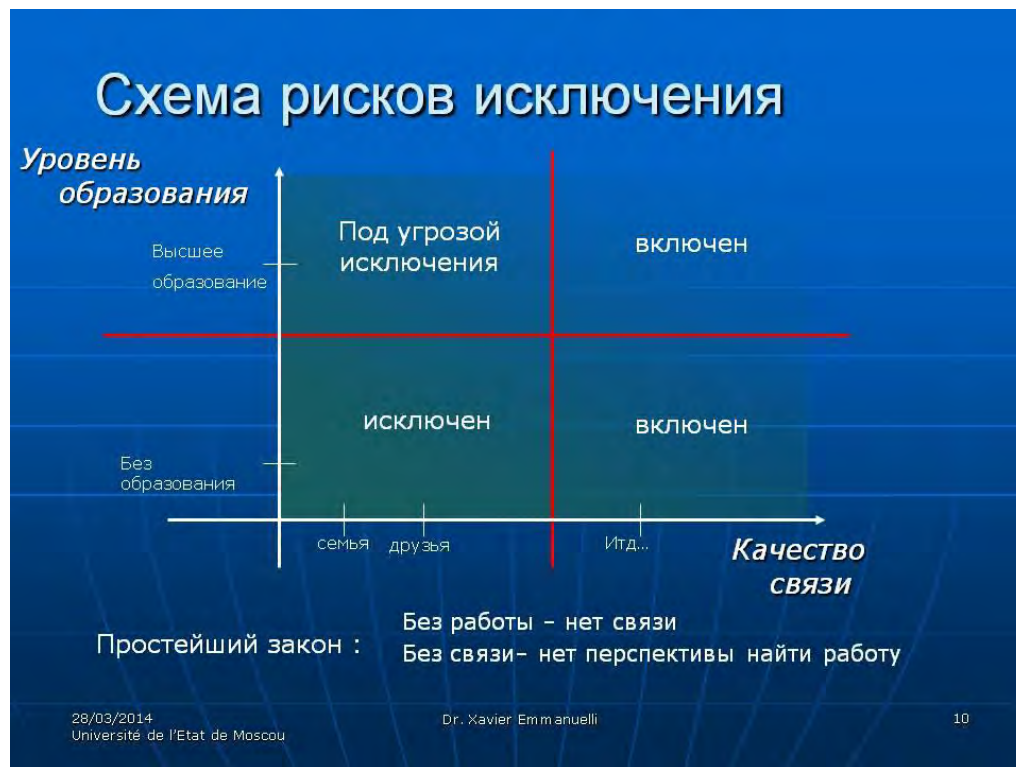 Схема рисков исключения
Уровень
образования
Высшее
образование
Под угрозой
исключения
включен
исключен
включен
Без
образования
семья
друзья
Итд...
Качество
связи
Простейший закон :
Без работы – нет связи
Без связи– нет перспективы найти работу
28/03/2014
Université de l'Etat de Moscou
Dr. Xavier Emmanuelli
10